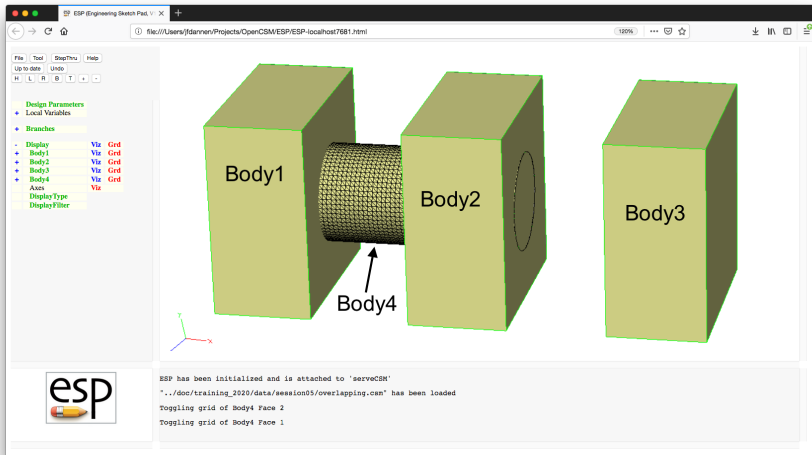 ESP (Engineering Sketch Pad, V
file:///Users/jfdannen/Projects/OpenCSM/ESP/ESP-localhost7681.html
120%
File Tool StepThru Help
Up to date Undo
H L R B T + -
Design Parameters
+ Local Variables
+ Branches
- Display Viz Grd
+ Body1 Viz Grd
+ Body2 Viz Grd
+ Body3 Viz Grd
+ Body4 Viz Grd
Axes Viz
DisplayType
DisplayFilter
Body1
Body2
Body3
Body4
Y
X
esp
ESP has been initialized and is attached to 'serveCSM'
"../doc/training_2020/data/session05/overlapping.csm" has been loaded
Toggling grid of Body4 Face 2
Toggling grid of Body4 Face 1